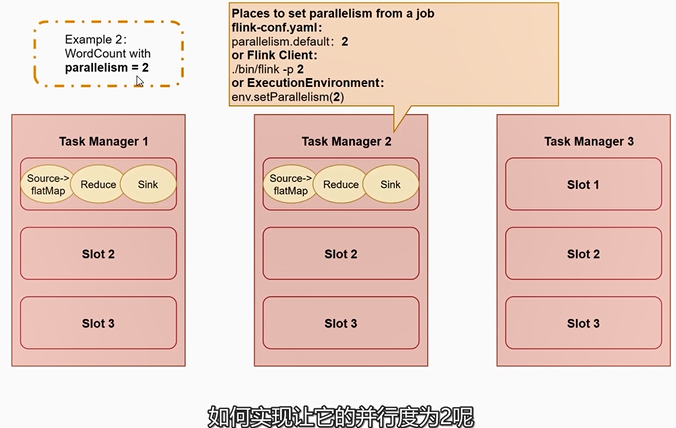 Example 2:
WordCount with
parallelism = 2
Places to set parallelism from a job
flink-conf.yaml:
parallelism.default: 2
or Flink Client:
./bin/flink -p 2
or ExecutionEnvironment:
env.setParallelism(2)
Task Manager 1
Source->
flatMap
Reduce
Sink
Slot 2
Slot 3
Task Manager 2
Source->
flatMap
Reduce
Sink
Slot 2
Slot 3
Task Manager 3
Slot 1
Slot 2
Slot 3
如何实现让它的并行度为2呢